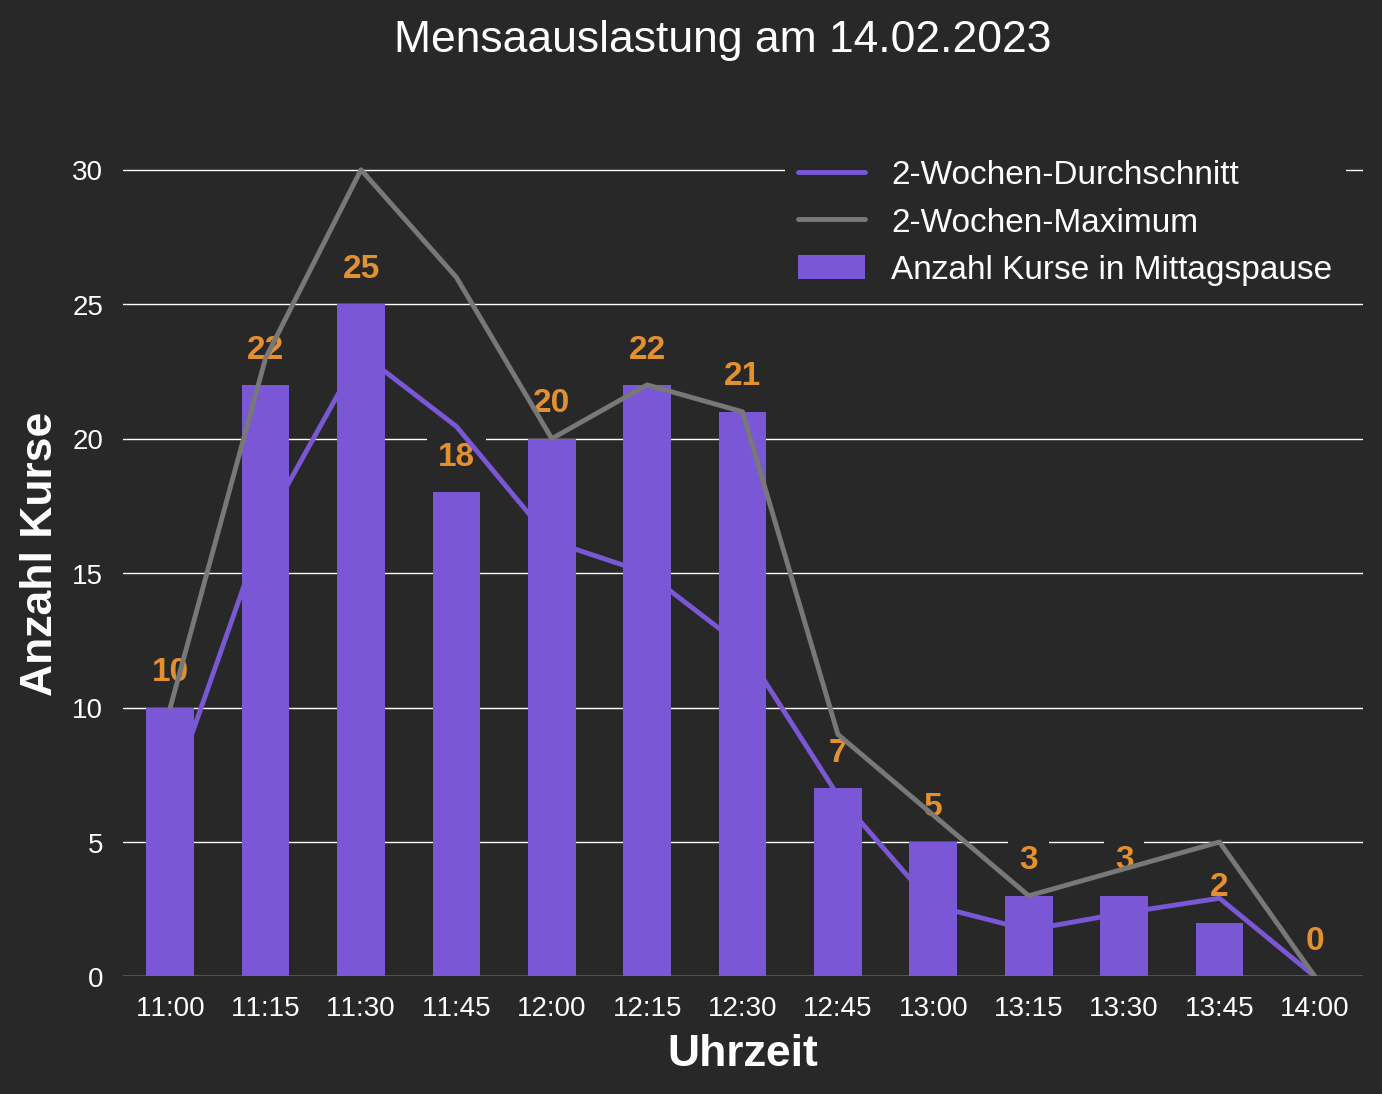 Mensaauslastung am 14.02.2023
2-Wochen-Durchschnitt
2-Wochen-Maximum
Anzahl Kurse in Mittagspause
Anzahl Kurse
30
25
20
15
10
5
0
10
22
25
18
20
22
21
7
5
3
3
2
0
11:00 11:15 11:30 11:45 12:00 12:15 12:30 12:45 13:00 13:15 13:30 13:45 14:00
Uhrzeit